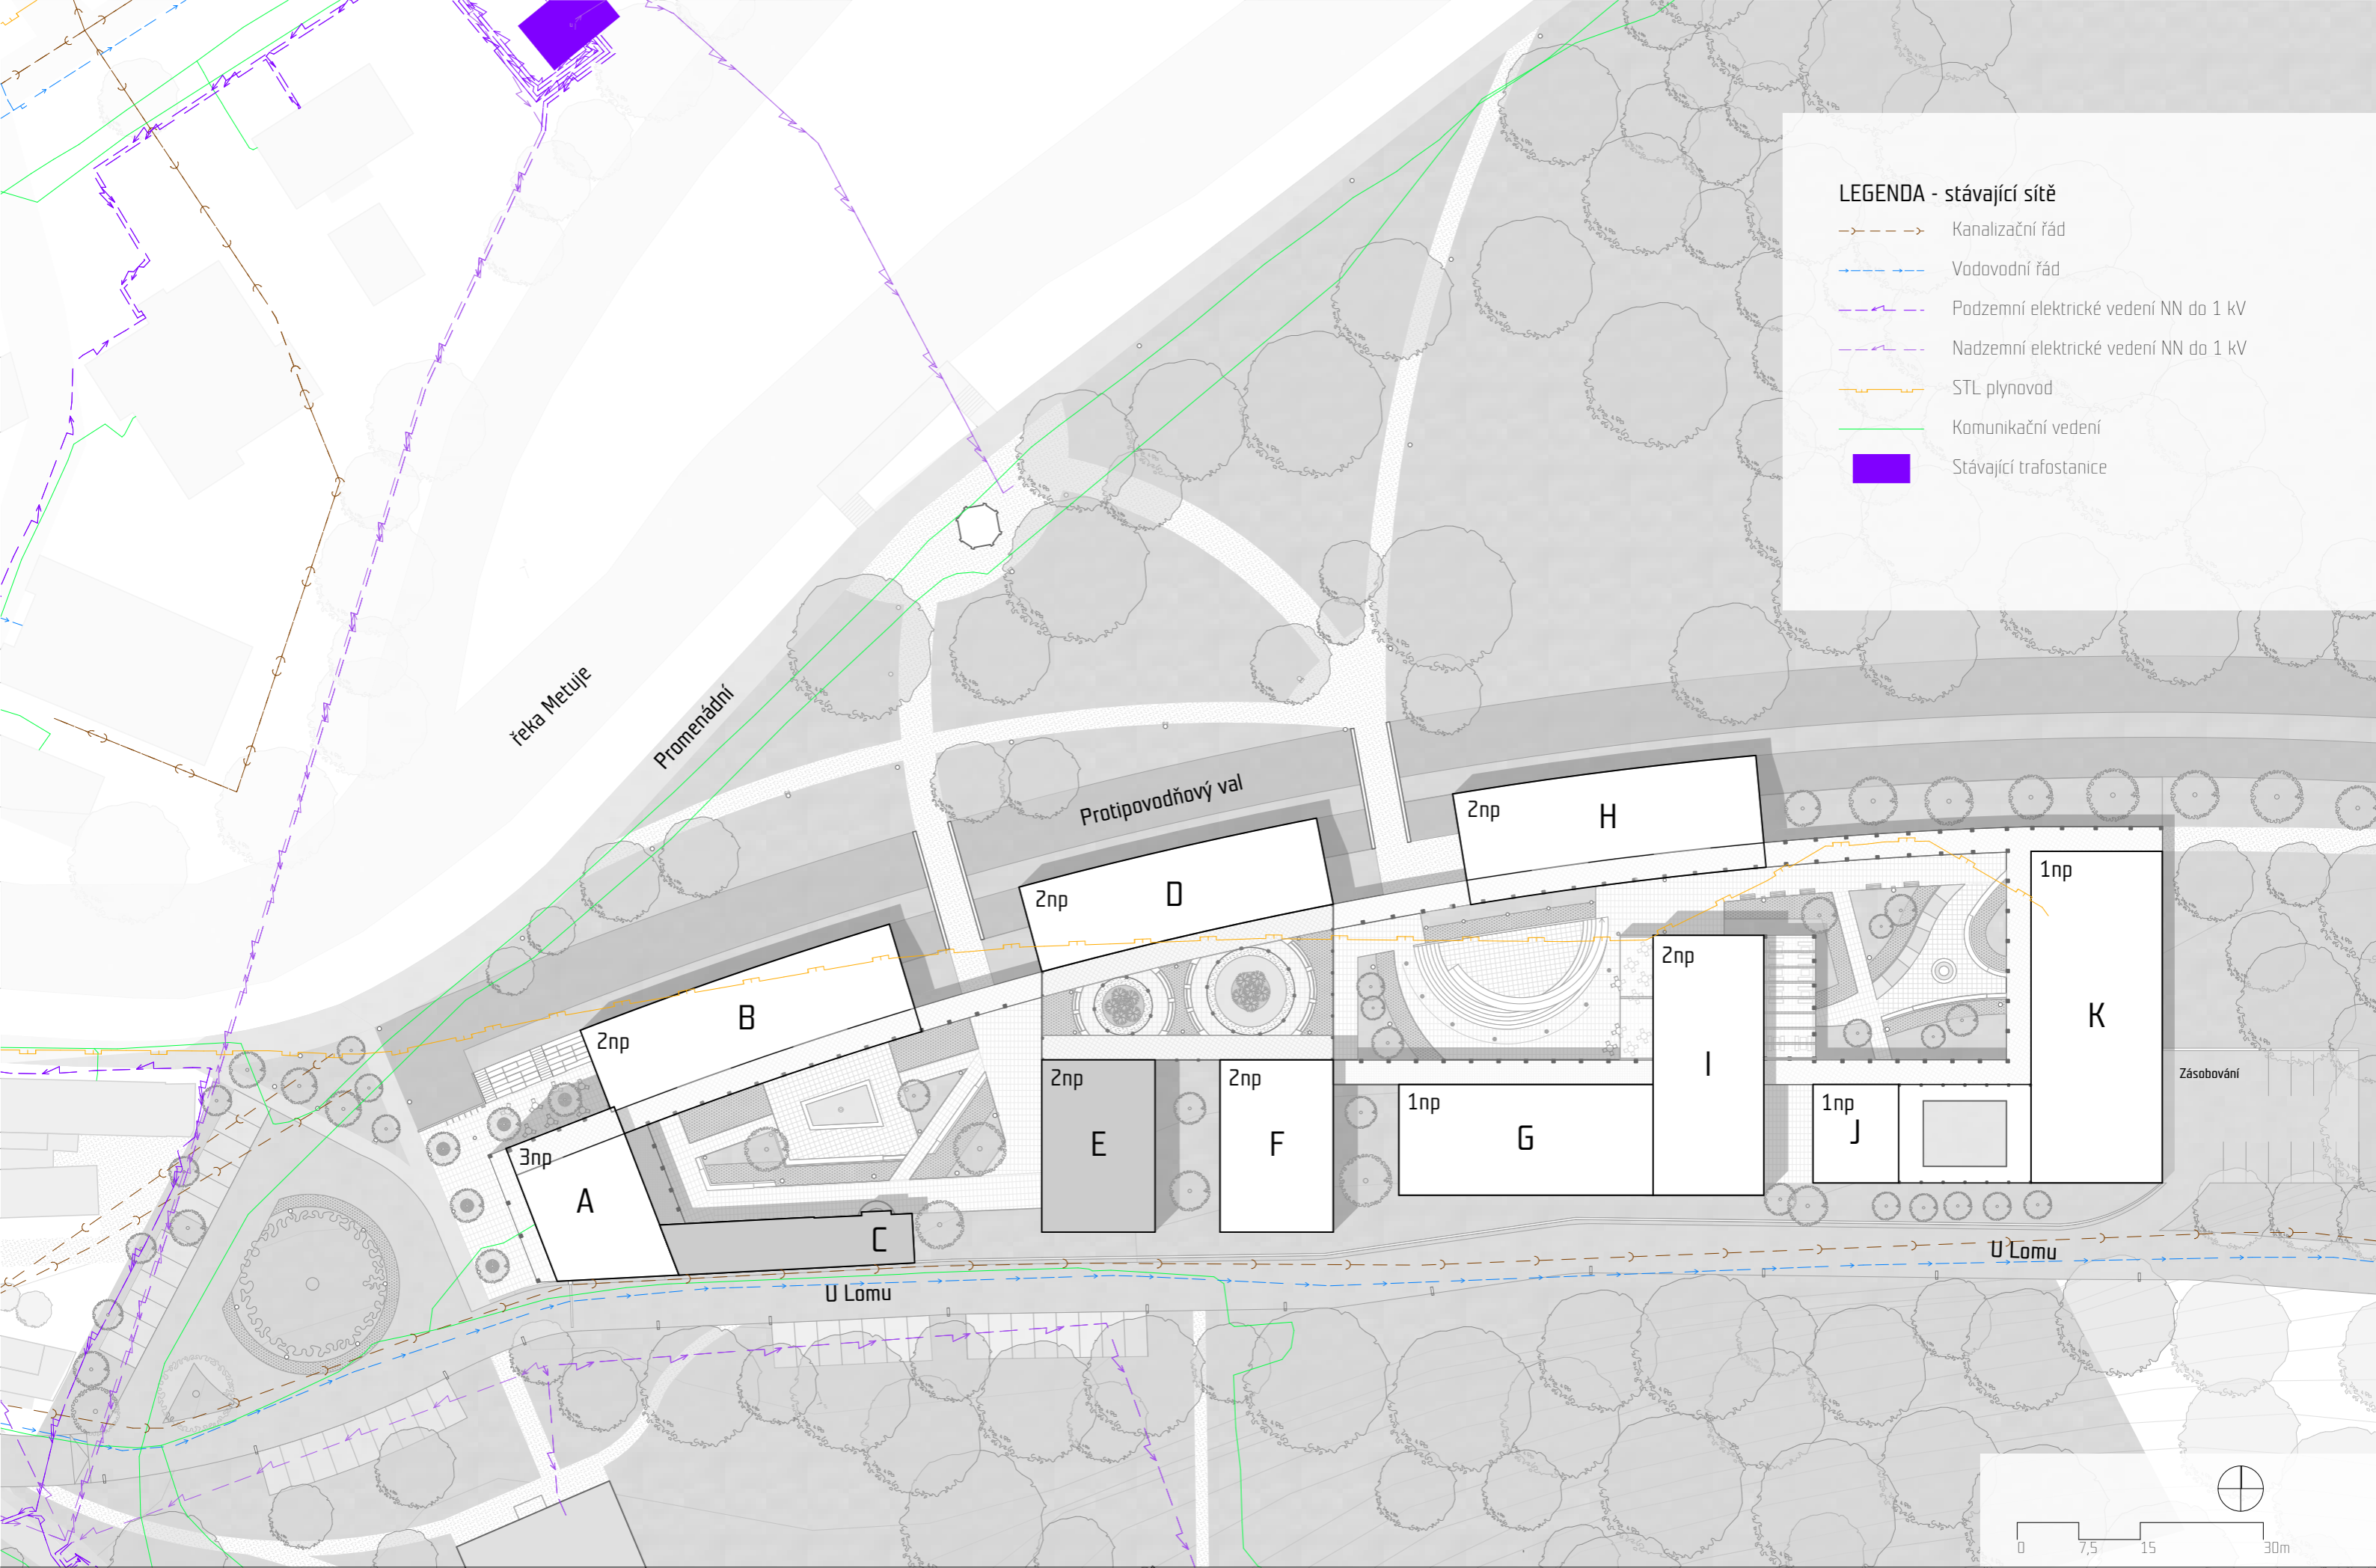 LEGENDA - stávající sítě
Kanalizační řád
Vodovodní řád
Podzemní elektrické vedení NN do 1 kV
Nadzemní elektrické vedení NN do 1 kV
STL plynovod
Komunikační vedení
Stávající trafostanice
řeka Metuje
Promenádní
Protipovodňový val
2np
H
2np
D
1np
K
2np
B
2np
I
Zásobování
2np
E
2np
F
1np
G
1np
J
3np
A
C
U Lomu
U Lomu
0 7,5 15 30m